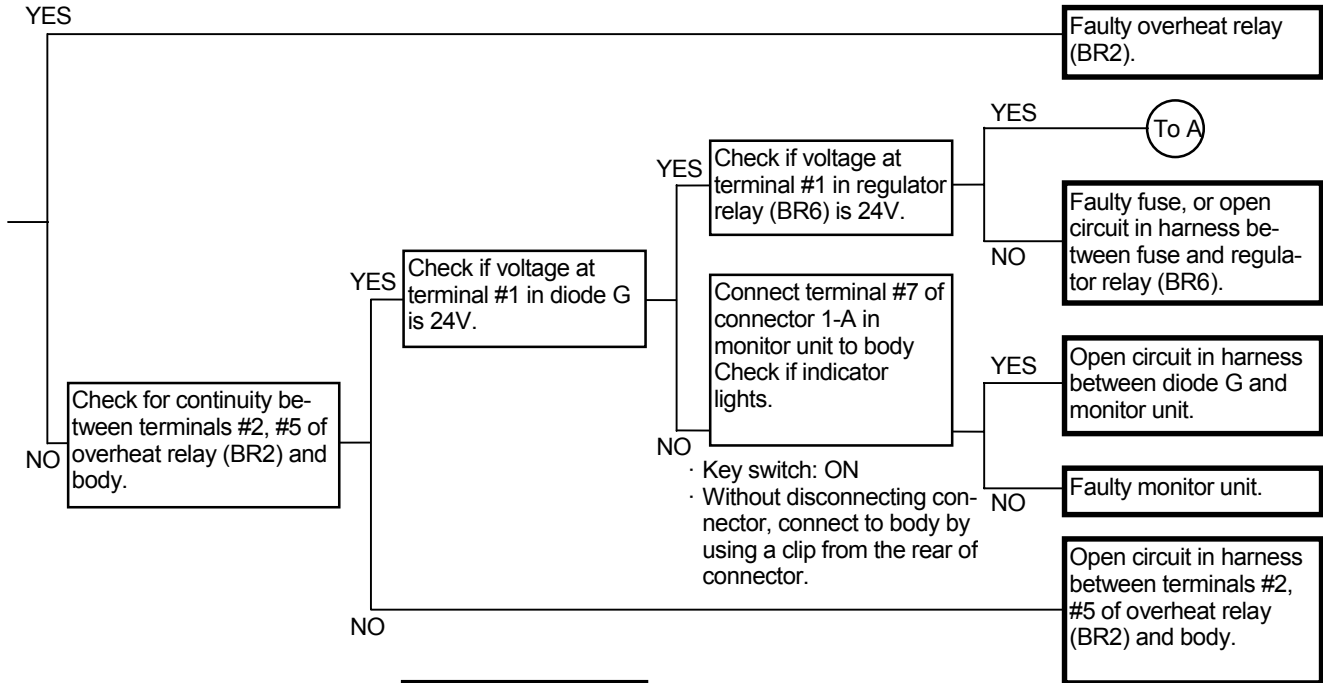 YES
Faulty overheat relay
(BR2).
YES
To A
YES
Check if voltage at
terminal #1 in regulator
relay (BR6) is 24V.
Faulty fuse, or open
circuit in harness be-
tween fuse and regula-
tor relay (BR6).
NO
YES
Check if voltage at
terminal #1 in diode G
is 24V.
Connect terminal #7 of
connector 1-A in
monitor unit to body
Check if indicator
lights.
NO
· Key switch: ON
· Without disconnecting con-
nector, connect to body by
using a clip from the rear of
connector.
YES
Open circuit in harness
between diode G and
monitor unit.
NO
Faulty monitor unit.
NO
Check for continuity be-
tween terminals #2, #5 of
overheat relay (BR2) and
body.
NO
Open circuit in harness
between terminals #2,
#5 of overheat relay
(BR2) and body.